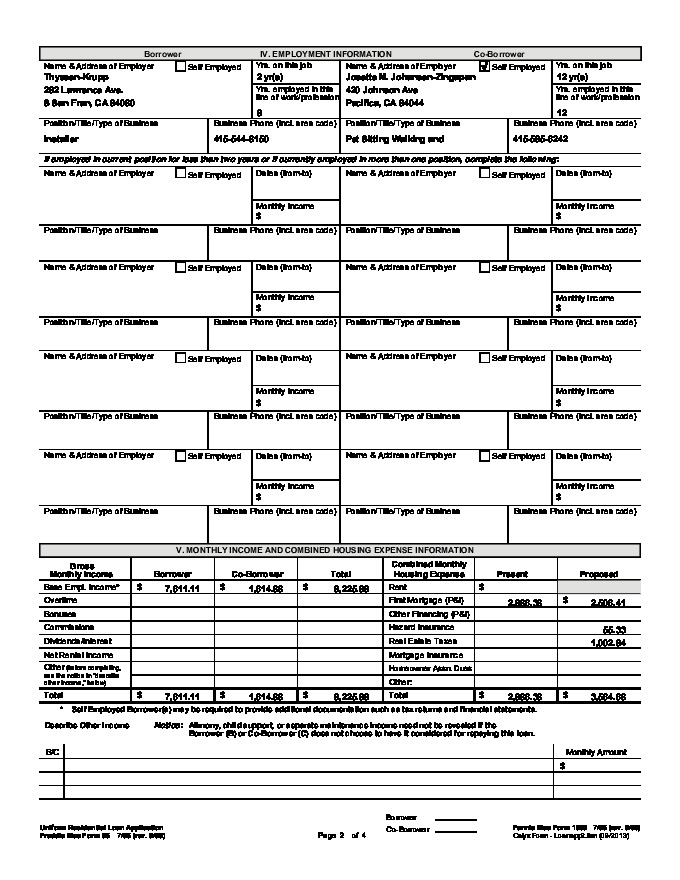 Borrower IV. EMPLOYMENT INFORMATION Co-Borrower
Name & Address of Employer Self Employed Yrs. on this job Name & Address of Employer Self Employed Yrs. on this job
Thyssen-Krupp 2 yr(s) Josette M. Johansen-Zingapan 12 yr(s)
282 Lawrence Ave. Yrs. employed in this line of work/profession 420 Johnson Ave Yrs. employed in this line of work/profession
S San Fran, CA 94080 8 Pacifica, CA 94044 12
Position/Title/Type of Business Business Phone (incl. area code) Position/Title/Type of Business Business Phone (incl. area code)
Installer 415-544-8150 Pet Sitting Walking and
If employed in current position for less than two years or if currently employed in more than one position, complete the following:
Name & Address of Employer Self Employed Dates (from-to) Name & Address of Employer Self Employed Dates (from-to)
Monthly Income Monthly Income
$ $
Position/Title/Type of Business Business Phone (incl. area code) Position/Title/Type of Business Business Phone (incl. area code)
Name & Address of Employer Self Employed Dates (from-to) Name & Address of Employer Self Employed Dates (from-to)
Monthly Income Monthly Income
$ $
Position/Title/Type of Business Business Phone (incl. area code) Position/Title/Type of Business Business Phone (incl. area code)
Name & Address of Employer Self Employed Dates (from-to) Name & Address of Employer Self Employed Dates (from-to)
Monthly Income Monthly Income
$ $
Position/Title/Type of Business Business Phone (incl. area code) Position/Title/Type of Business Business Phone (incl. area code)
Name & Address of Employer Self Employed Dates (from-to) Name & Address of Employer Self Employed Dates (from-to)
Monthly Income Monthly Income
$ $
Position/Title/Type of Business Business Phone (incl. area code) Position/Title/Type of Business Business Phone (incl. area code)
V. MONTHLY INCOME AND COMBINED HOUSING EXPENSE INFORMATION
Gross Monthly Income Borrower Co-Borrower Total Combined Monthly Housing Expense Present Proposed
Base Empl. Income* $ 7,611.11 $ 1,614.88 $ 9,225.99 Rent $
Overtime First Mortgage (P&I) 2,988.36 $ 2,506.41
Bonuses Other Financing (P&I)
Commissions Hazard Insurance 55.33
Dividends/Interest Real Estate Taxes 1,002.84
Net Rental Income Mortgage Insurance
Other (before completing, see the notice in "describe other income," below) Homeowner Assn. Dues
Other:
Total $ 7,611.11 $ 1,614.88 $ 9,225.99 Total $ 2,988.36 $ 3,564.58
* Self Employed Borrower(s) may be required to provide additional documentation such as tax returns and financial statements.
Describe Other Income Notice: Alimony, child support, or separate maintenance income need not be revealed if the
Borrower (B) or Co-Borrower (C) does not choose to have it considered for repaying this loan.
B/C Monthly Amount
$
Borrower
Co-Borrower
Uniform Residential Loan Application
Freddie Mac Form 65 7/05 (rev. 6/09) Page 2 of 4 Fannie Mae Form 1003 7/05 (rev. 6/09)
Calyx Form - Loanapp2.frm (09/2013)